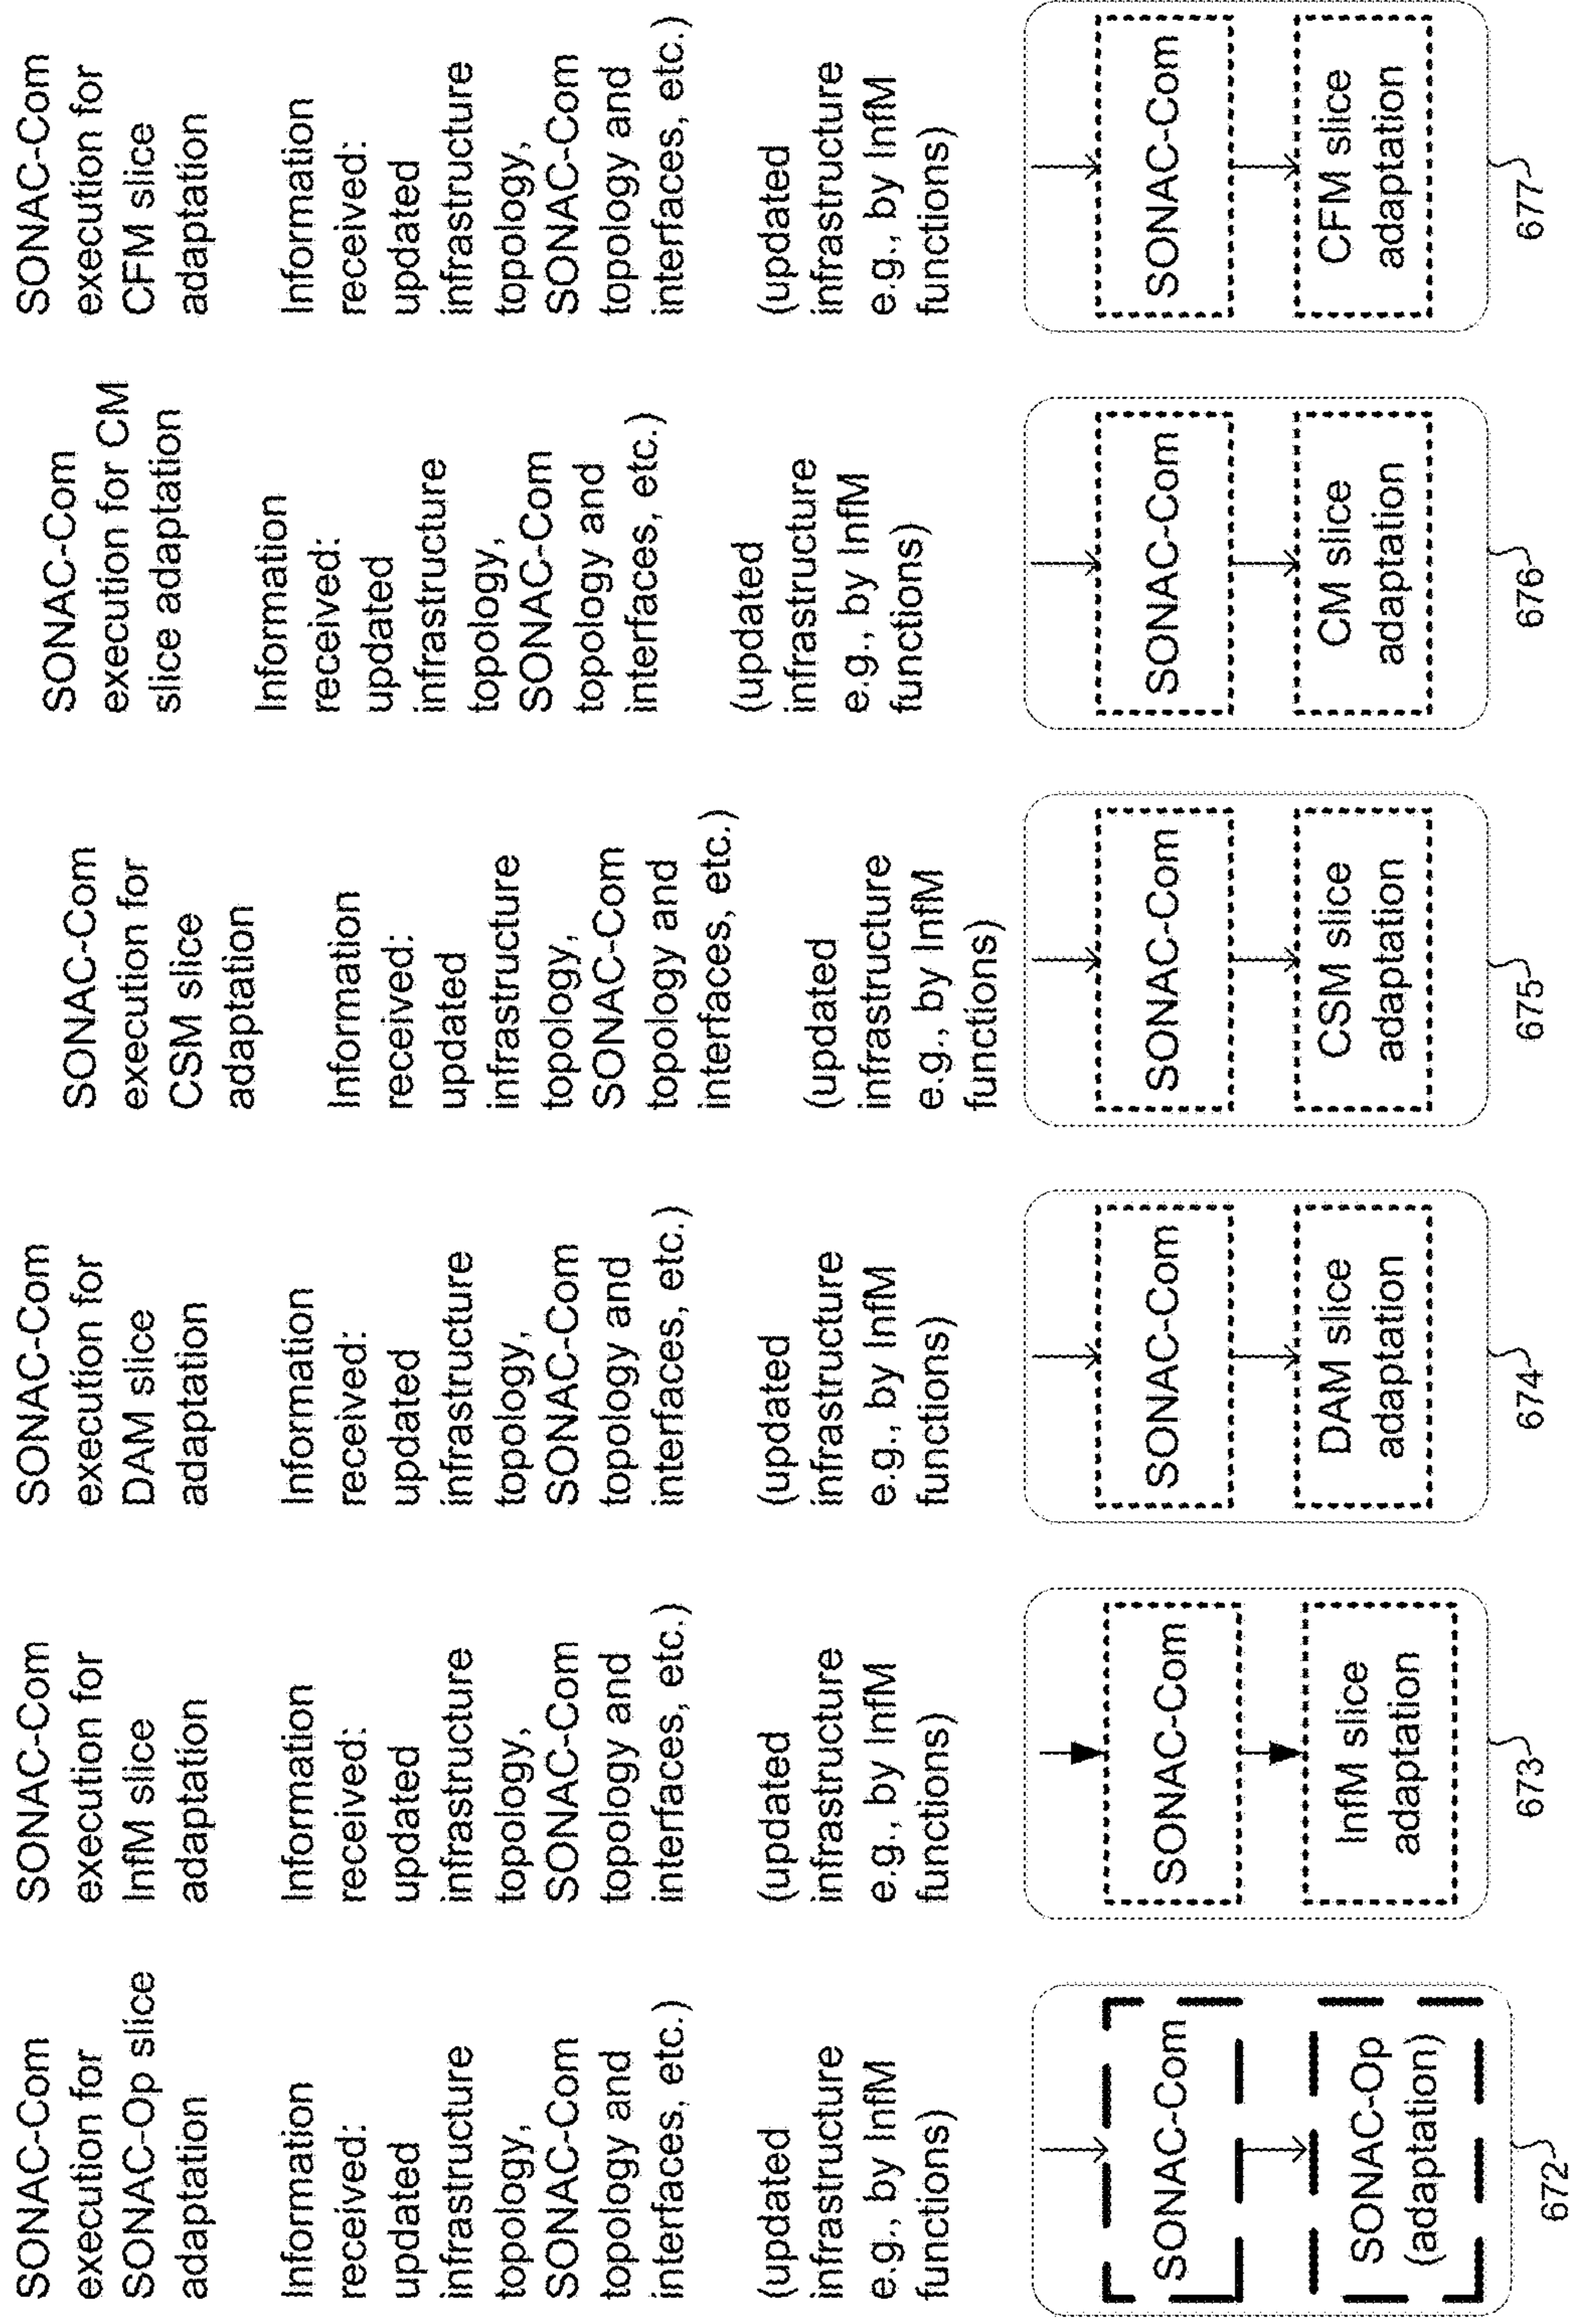 SONAC-Com
execution for
SONAC-Op slice
adaptation
Information
received:
updated
infrastructure
topology,
SONAC-Com
topology and
interfaces, etc.)
(updated
infrastructure
e.g., by InfM
functions)
SONAC-Com
SONAC-Op
(adaptation)
672
SONAC-Com
execution for
InfM slice
adaptation
Information
received:
updated
infrastructure
topology,
SONAC-Com
topology and
interfaces, etc.)
(updated
infrastructure
e.g., by InfM
functions)
SONAC-Com
InfM slice
adaptation
673
SONAC-Com
execution for
DAM slice
adaptation
Information
received:
updated
infrastructure
topology,
SONAC-Com
topology and
interfaces, etc.)
(updated
infrastructure
e.g., by InfM
functions)
SONAC-Com
DAM slice
adaptation
674
SONAC-Com
execution for
CSM slice
adaptation
Information
received:
updated
infrastructure
topology,
SONAC-Com
topology and
interfaces, etc.)
(updated
infrastructure
e.g., by InfM
functions)
SONAC-Com
CSM slice
adaptation
675
SONAC-Com
execution for CM
slice adaptation
Information
received:
updated
infrastructure
topology,
SONAC-Com
topology and
interfaces, etc.)
(updated
infrastructure
e.g., by InfM
functions)
SONAC-Com
CM slice
adaptation
676
SONAC-Com
execution for
CFM slice
adaptation
Information
received:
updated
infrastructure
topology,
SONAC-Com
topology and
interfaces, etc.)
(updated
infrastructure
e.g., by InfM
functions)
SONAC-Com
CFM slice
adaptation
677